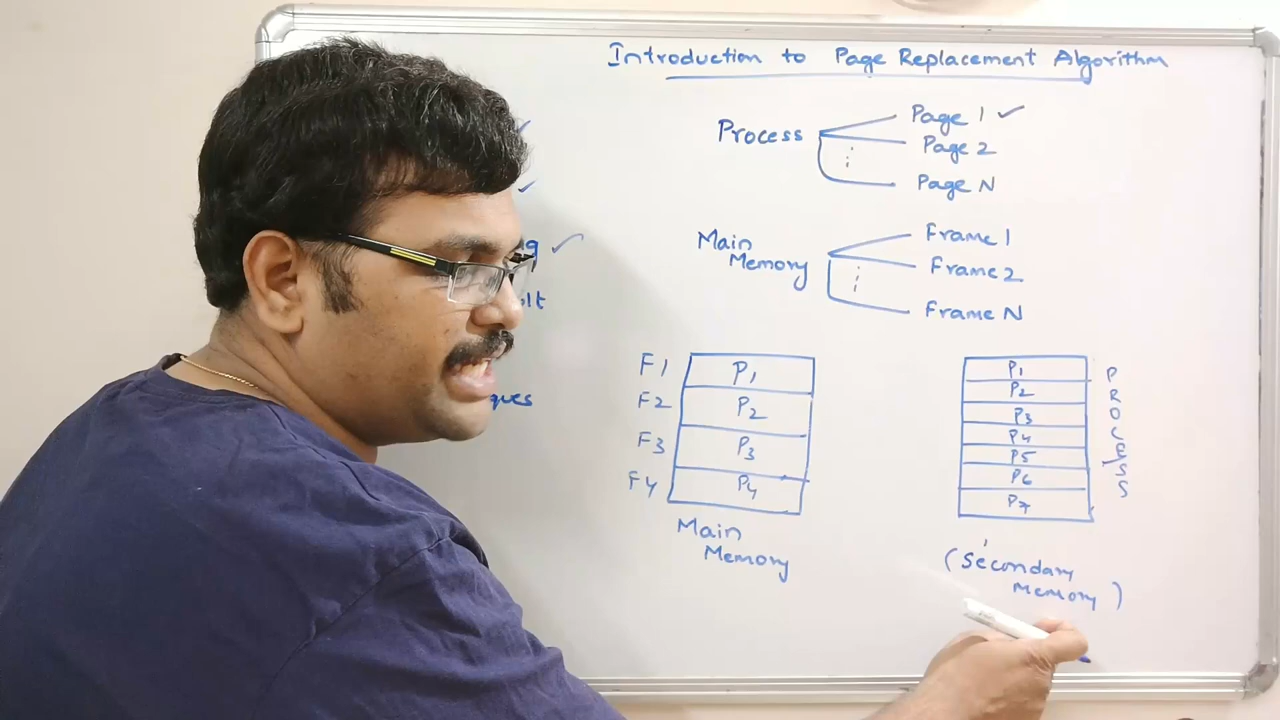 Introduction to Page Replacement Algorithm
Process
Page 1 ✓
Page 2
Page N
Main
Memory
Frame 1
Frame 2
Frame N
F1 P1
F2 P2
F3 P3
F4 P4
Main
Memory
P1
P2
P3
P4
P5
P6
P7
PROCESS
(Secondary
Memory)